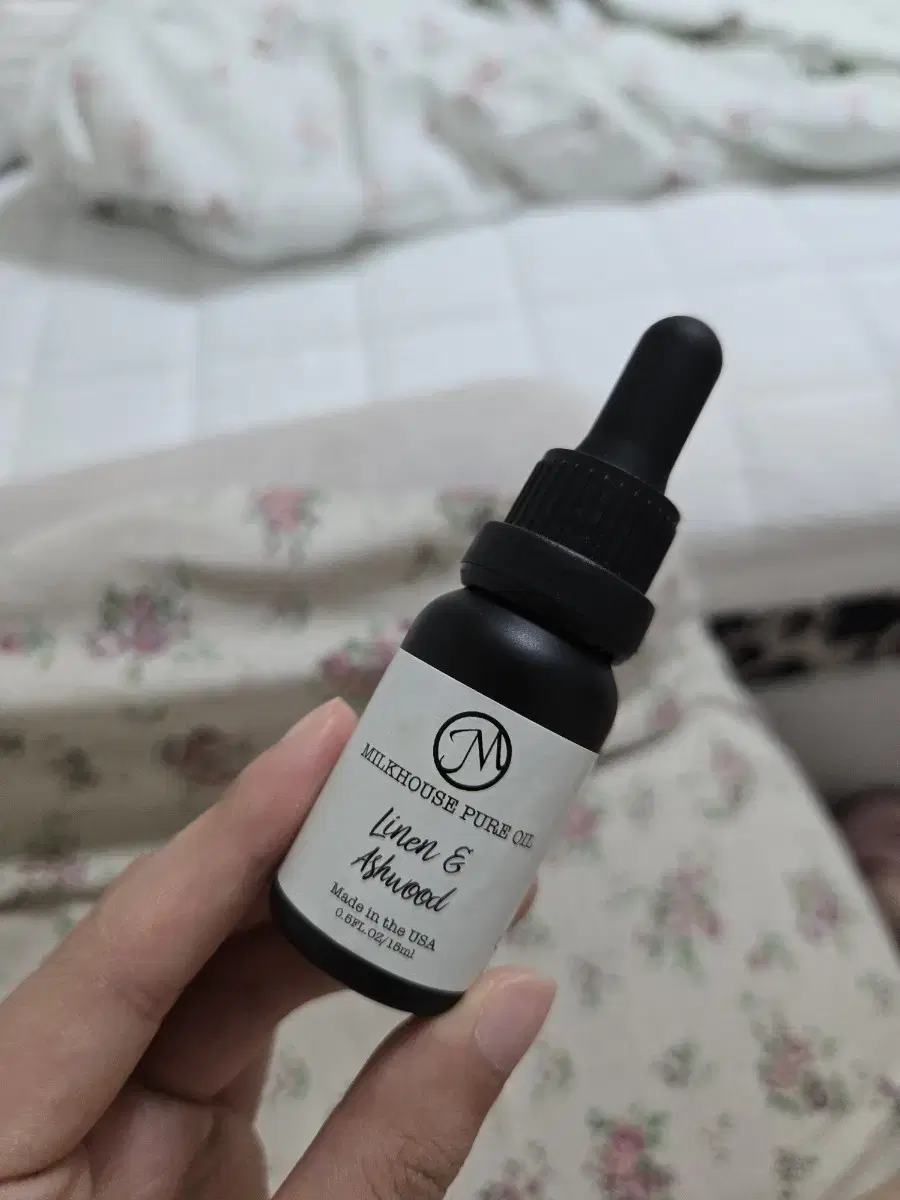 M
MILKHOUSE PURE OIL
Linen &
Ashwood
Made in the USA
0.5FL.OZ/15ml